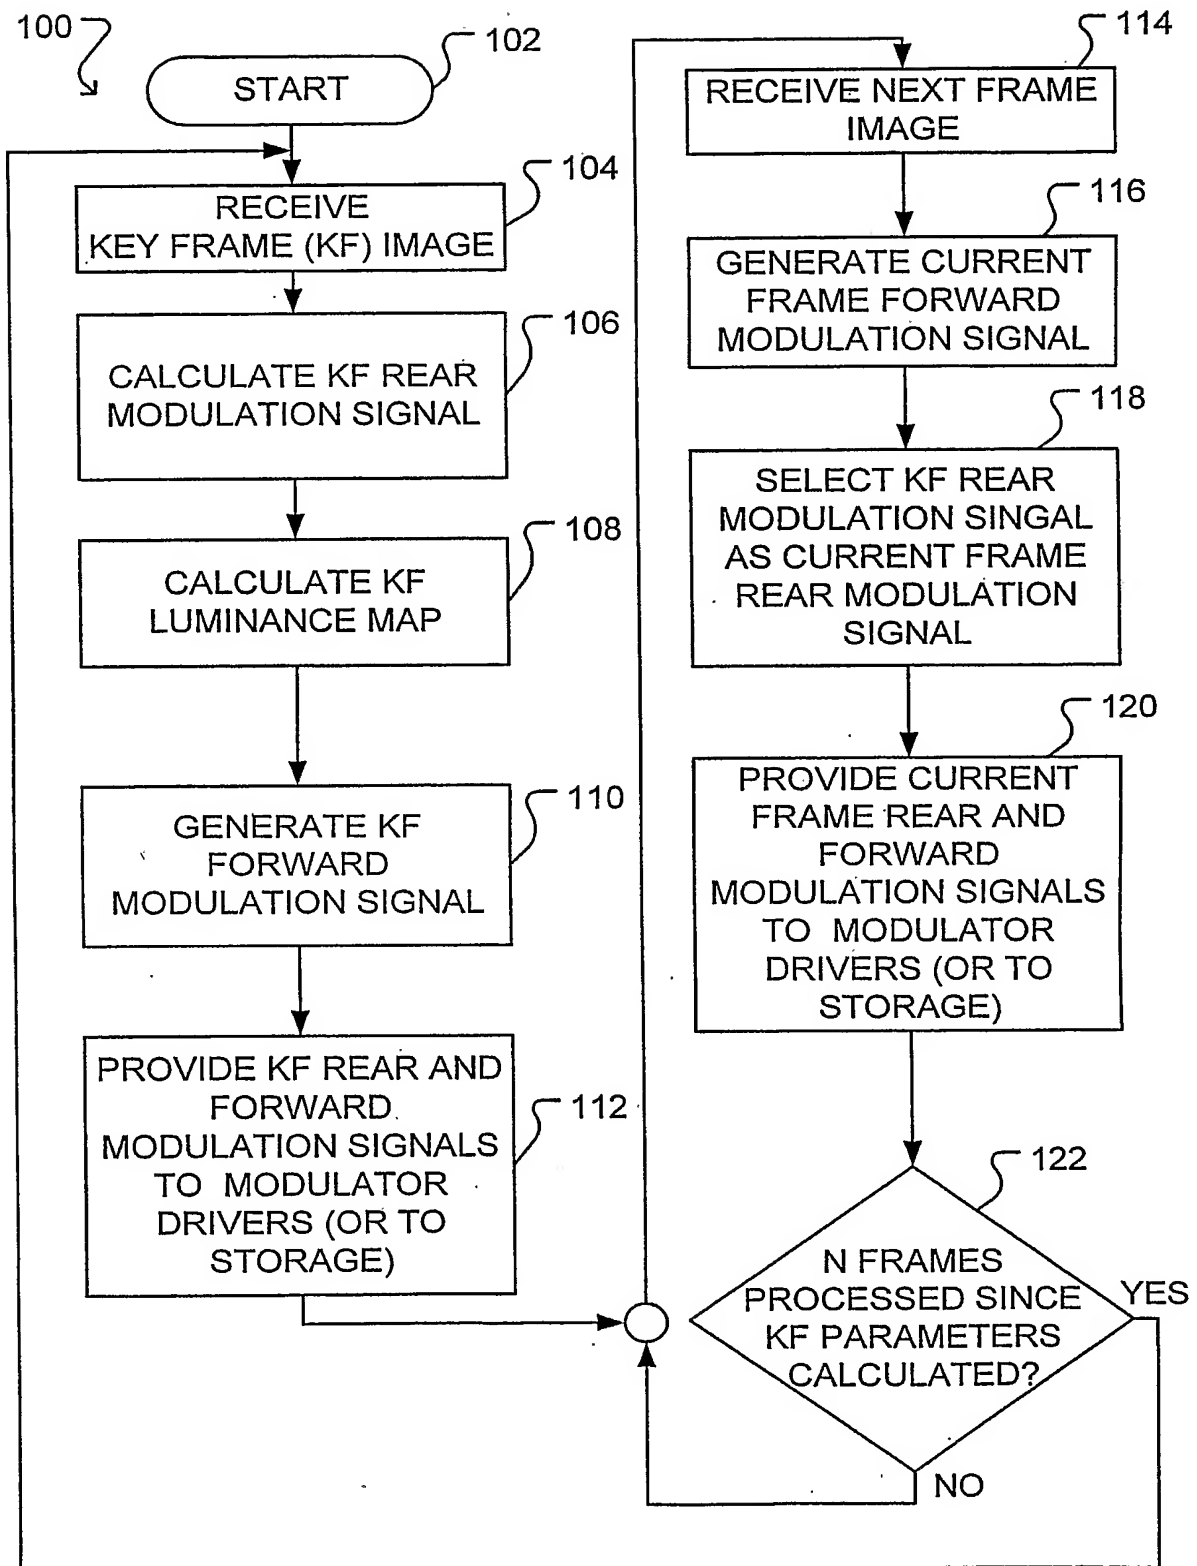 100
START
102
RECEIVE
KEY FRAME (KF) IMAGE
104
CALCULATE KF REAR
MODULATION SIGNAL
106
CALCULATE KF
LUMINANCE MAP
108
GENERATE KF
FORWARD
MODULATION SIGNAL
110
PROVIDE KF REAR AND
FORWARD
MODULATION SIGNALS
TO MODULATOR
DRIVERS (OR TO
STORAGE)
112
RECEIVE NEXT FRAME
IMAGE
114
GENERATE CURRENT
FRAME FORWARD
MODULATION SIGNAL
116
SELECT KF REAR
MODULATION SINGAL
AS CURRENT FRAME
REAR MODULATION
SIGNAL
118
PROVIDE CURRENT
FRAME REAR AND
FORWARD
MODULATION SIGNALS
TO MODULATOR
DRIVERS (OR TO
STORAGE)
120
N FRAMES
PROCESSED SINCE
KF PARAMETERS
CALCULATED?
122
YES
NO